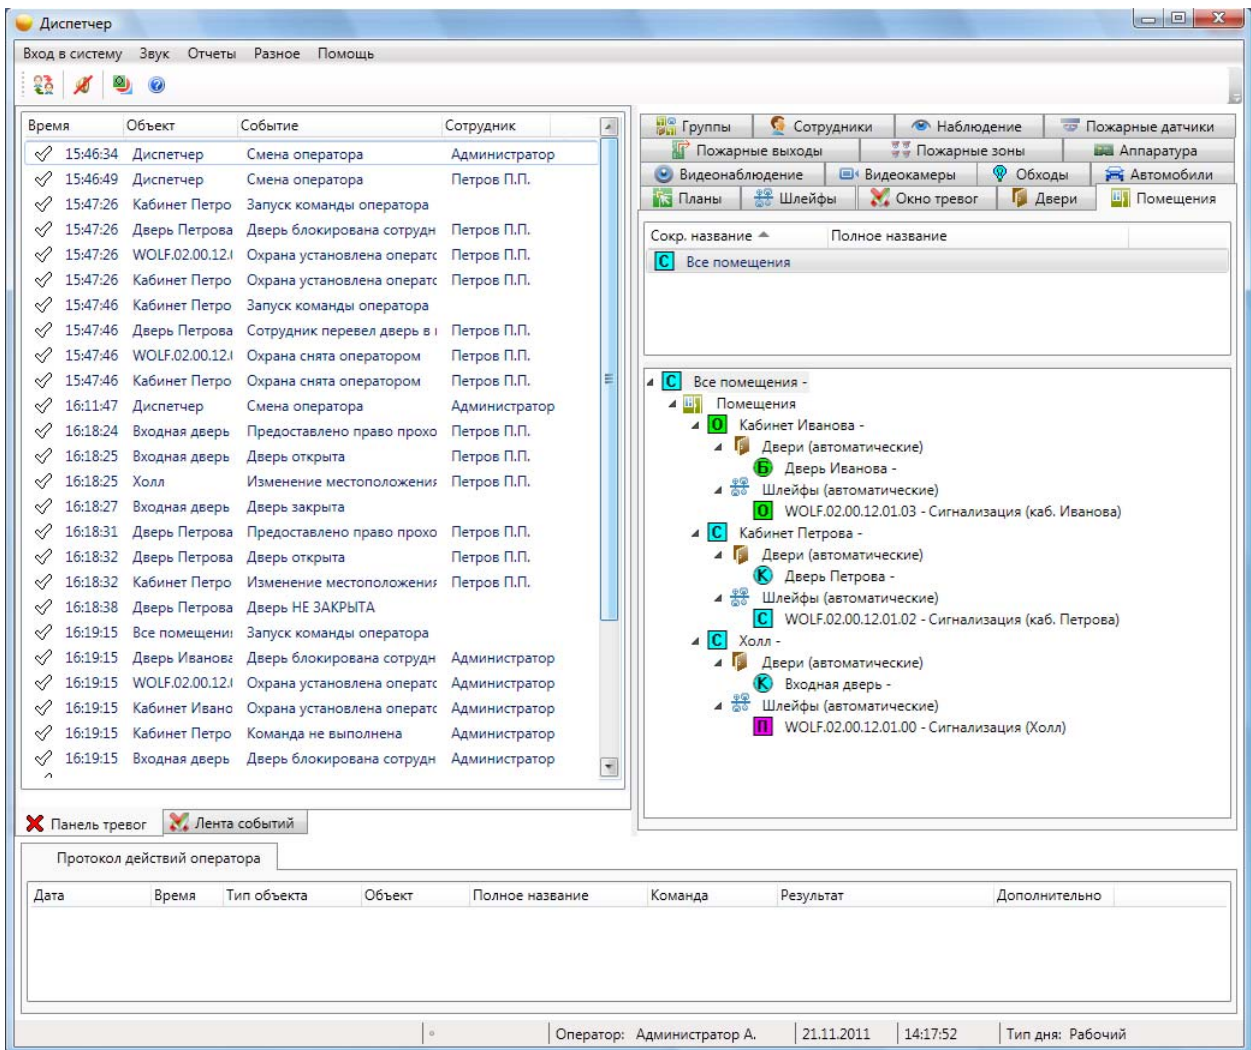 Диспетчер
Вход в систему Звук Отчеты Разное Помощь
Время Объект Событие Сотрудник
15:46:34 Диспетчер Смена оператора Администратор
15:46:49 Диспетчер Смена оператора Петров П.П.
15:47:26 Кабинет Петро Запуск команды оператора
15:47:26 Дверь Петрова Дверь блокирована сотрудн Петров П.П.
15:47:26 WOLF.02.00.12.( Охрана установлена операто Петров П.П.
15:47:26 Кабинет Петро Охрана установлена операто Петров П.П.
15:47:46 Кабинет Петро Запуск команды оператора
15:47:46 Дверь Петрова Сотрудник перевел дверь в Петров П.П.
15:47:46 WOLF.02.00.12.( Охрана снята оператором Петров П.П.
15:47:46 Кабинет Петро Охрана снята оператором Петров П.П.
16:11:47 Диспетчер Смена оператора Администратор
16:18:24 Входная дверь Предоставлено право прохо Петров П.П.
16:18:25 Входная дверь Дверь открыта Петров П.П.
16:18:25 Холл Изменение местоположения Петров П.П.
16:18:27 Входная дверь Дверь закрыта
16:18:31 Дверь Петрова Предоставлено право прохо Петров П.П.
16:18:32 Дверь Петрова Дверь открыта Петров П.П.
16:18:32 Кабинет Петро Изменение местоположения Петров П.П.
16:18:38 Дверь Петрова Дверь НЕ ЗАКРЫТА
16:19:15 Все помещени Запуск команды оператора
16:19:15 Дверь Иванова Дверь блокирована сотрудн Администратор
16:19:15 WOLF.02.00.12.( Охрана установлена операто Администратор
16:19:15 Кабинет Ивано Охрана установлена операто Администратор
16:19:15 Кабинет Петро Команда не выполнена Администратор
16:19:15 Входная дверь Дверь блокирована сотрудн Администратор
Панель тревог Лента событий
Группы Сотрудники Наблюдение Пожарные датчики
Пожарные выходы Пожарные зоны Аппаратура
Видеонаблюдение Видеокамеры Обходы Автомобили
Планы Шлейфы Окно тревог Двери Помещения
Сокр. название Полное название
С Все помещения
С Все помещения -
Помещения
О Кабинет Иванова -
Двери (автоматические)
Б Дверь Иванова -
Шлейфы (автоматические)
О WOLF.02.00.12.01.03 - Сигнализация (каб. Иванова)
С Кабинет Петрова -
Двери (автоматические)
К Дверь Петрова -
Шлейфы (автоматические)
С WOLF.02.00.12.01.02 - Сигнализация (каб. Петрова)
С Холл -
Двери (автоматические)
К Входная дверь -
Шлейфы (автоматические)
П WOLF.02.00.12.01.00 - Сигнализация (Холл)
Протокол действий оператора
Дата Время Тип объекта Объект Полное название Команда Результат Дополнительно
Оператор: Администратор А. 21.11.2011 14:17:52 Тип дня: Рабочий